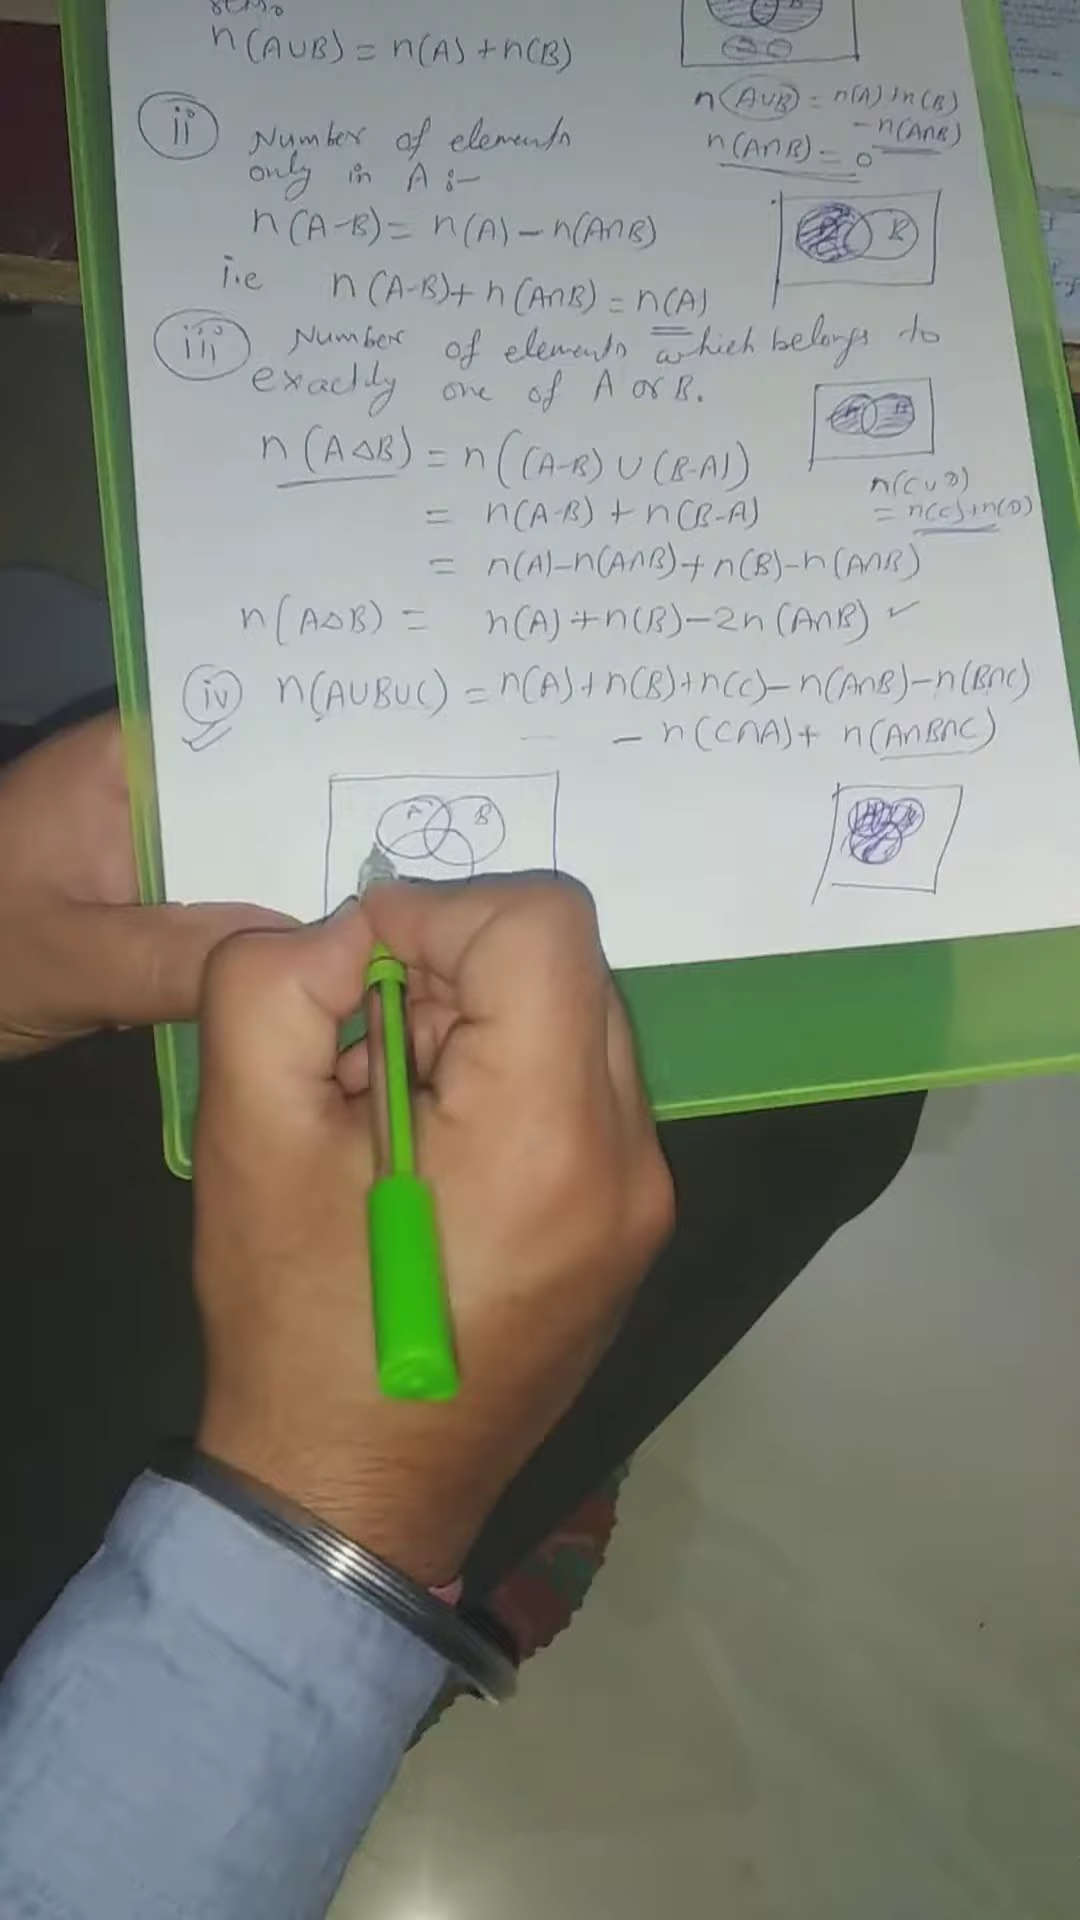 n(A∪B) = n(A) + n(B)
n(A∪B) = n(A) + n(B)
- n(A∩B)
n(A∩B) = 0
ii Number of elements
only in A :-
n(A-B) = n(A) - n(A∩B)
A B
i.e n(A-B) + n(A∩B) = n(A)
iii Number of elements which belongs to
exactly one of A or B.
n(A△B) = n((A-B) ∪ (B-A))
n(C∪D)
= n(C)+n(D)
= n(A-B) + n(B-A)
= n(A)-n(A∩B)+n(B)-n(A∩B)
n(A△B) = n(A)+n(B)-2n(A∩B) ✓
iv n(A∪B∪C) = n(A)+n(B)+n(C)-n(A∩B)-n(B∩C)
- n(C∩A)+ n(A∩B∩C)
A B